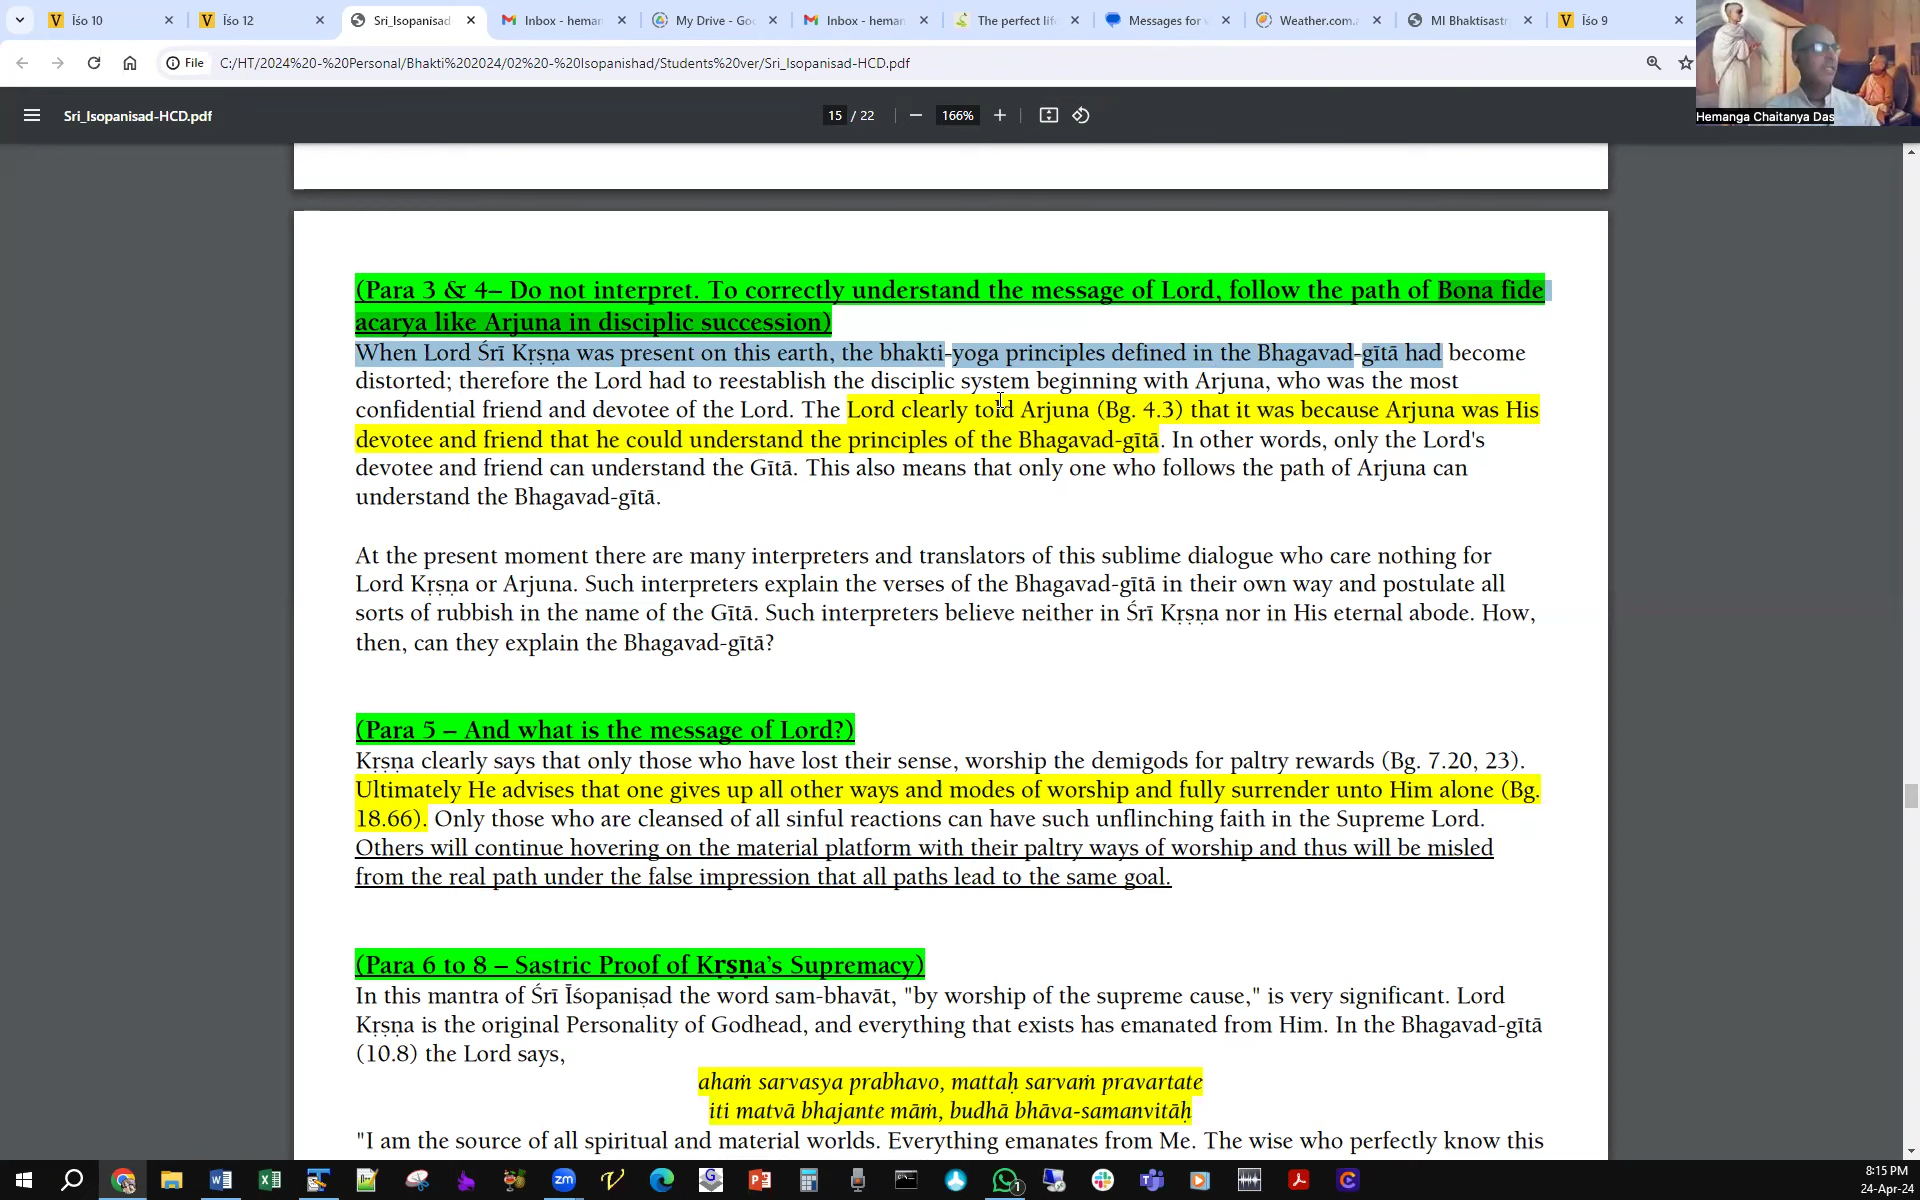 Īśo 10
Īśo 12
Sri_Isopanisad
Inbox - heman
My Drive - Goo
Inbox - heman
The perfect life
Messages for
Weather.com.
MI Bhaktisastr
Īśo 9
File
C:/HT/2024%20-%20Personal/Bhakti%202024/02%20-%20Isopanishad/Students%20ver/Sri_Isopanisad-HCD.pdf
Sri_Isopanisad-HCD.pdf
15 / 22
166%
Hemanga Chaitanya Das
(Para 3 & 4– Do not interpret. To correctly understand the message of Lord, follow the path of Bona fide
acarya like Arjuna in disciplic succession)
When Lord Śrī Kṛṣṇa was present on this earth, the bhakti-yoga principles defined in the Bhagavad-gītā had become
distorted; therefore the Lord had to reestablish the disciplic system beginning with Arjuna, who was the most
confidential friend and devotee of the Lord. The Lord clearly told Arjuna (Bg. 4.3) that it was because Arjuna was His
devotee and friend that he could understand the principles of the Bhagavad-gītā. In other words, only the Lord's
devotee and friend can understand the Gītā. This also means that only one who follows the path of Arjuna can
understand the Bhagavad-gītā.
At the present moment there are many interpreters and translators of this sublime dialogue who care nothing for
Lord Kṛṣṇa or Arjuna. Such interpreters explain the verses of the Bhagavad-gītā in their own way and postulate all
sorts of rubbish in the name of the Gītā. Such interpreters believe neither in Śrī Kṛṣṇa nor in His eternal abode. How,
then, can they explain the Bhagavad-gītā?
(Para 5 – And what is the message of Lord?)
Kṛṣṇa clearly says that only those who have lost their sense, worship the demigods for paltry rewards (Bg. 7.20, 23).
Ultimately He advises that one gives up all other ways and modes of worship and fully surrender unto Him alone (Bg.
18.66). Only those who are cleansed of all sinful reactions can have such unflinching faith in the Supreme Lord.
Others will continue hovering on the material platform with their paltry ways of worship and thus will be misled
from the real path under the false impression that all paths lead to the same goal.
(Para 6 to 8 – Sastric Proof of Kṛṣṇa’s Supremacy)
In this mantra of Śrī Īśopaniṣad the word sam-bhavāt, "by worship of the supreme cause," is very significant. Lord
Kṛṣṇa is the original Personality of Godhead, and everything that exists has emanated from Him. In the Bhagavad-gītā
(10.8) the Lord says,
ahaṁ sarvasya prabhavo, mattaḥ sarvaṁ pravartate
iti matvā bhajante māṁ, budhā bhāva-samanvitāḥ
"I am the source of all spiritual and material worlds. Everything emanates from Me. The wise who perfectly know this
8:15 PM
24-Apr-24